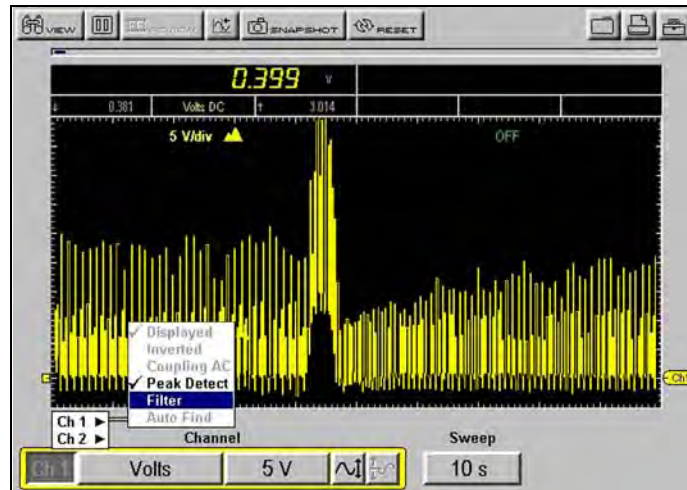 VIEW SNAPSHOT RESET
0.399 V
0.381 Volts DC 3.014
5 V/div OFF
Displayed
Inverted
Coupling AC
Peak Detect
Filter
Auto Find
Ch 1
Ch 2
Channel Sweep
Ch 1 Volts 5 V 10 s
Ch1